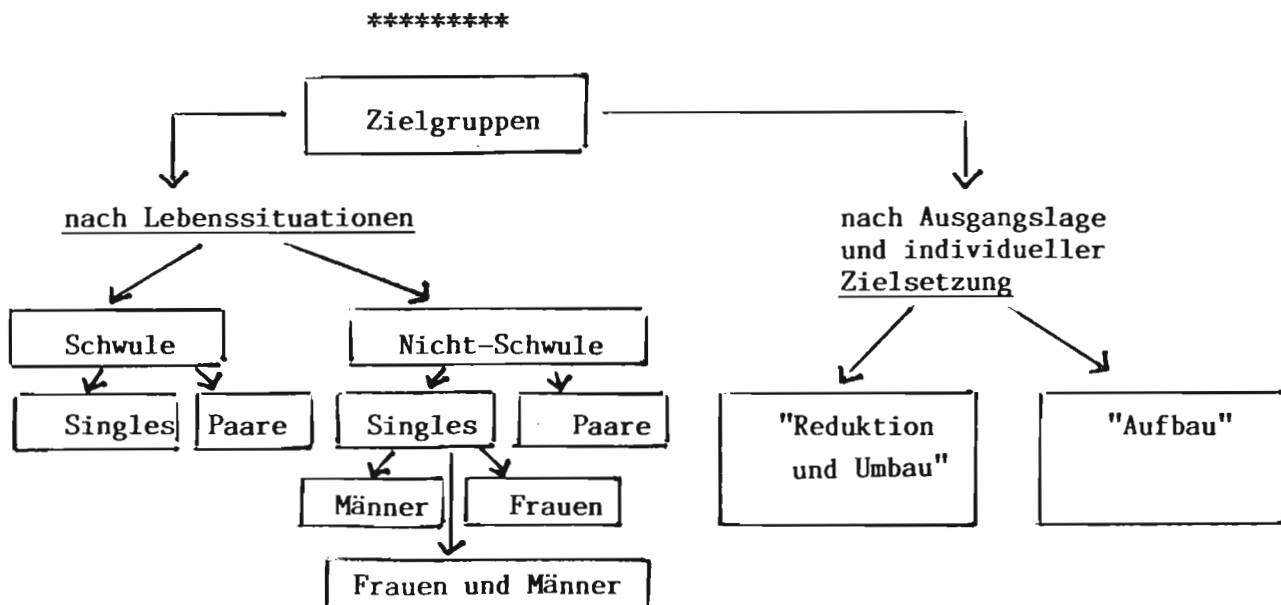 *********
Zielgruppen
nach Lebenssituationen
nach Ausgangslage
und individueller
Zielsetzung
Schwule
Nicht-Schwule
Singles
Paare
Singles
Paare
"Reduktion
und Umbau"
"Aufbau"
Männer
Frauen
Frauen und Männer